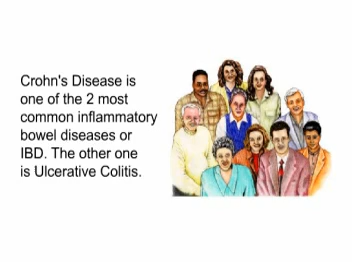 Crohn's Disease is
one of the 2 most
common inflammatory
bowel diseases or
IBD. The other one
is Ulcerative Colitis.